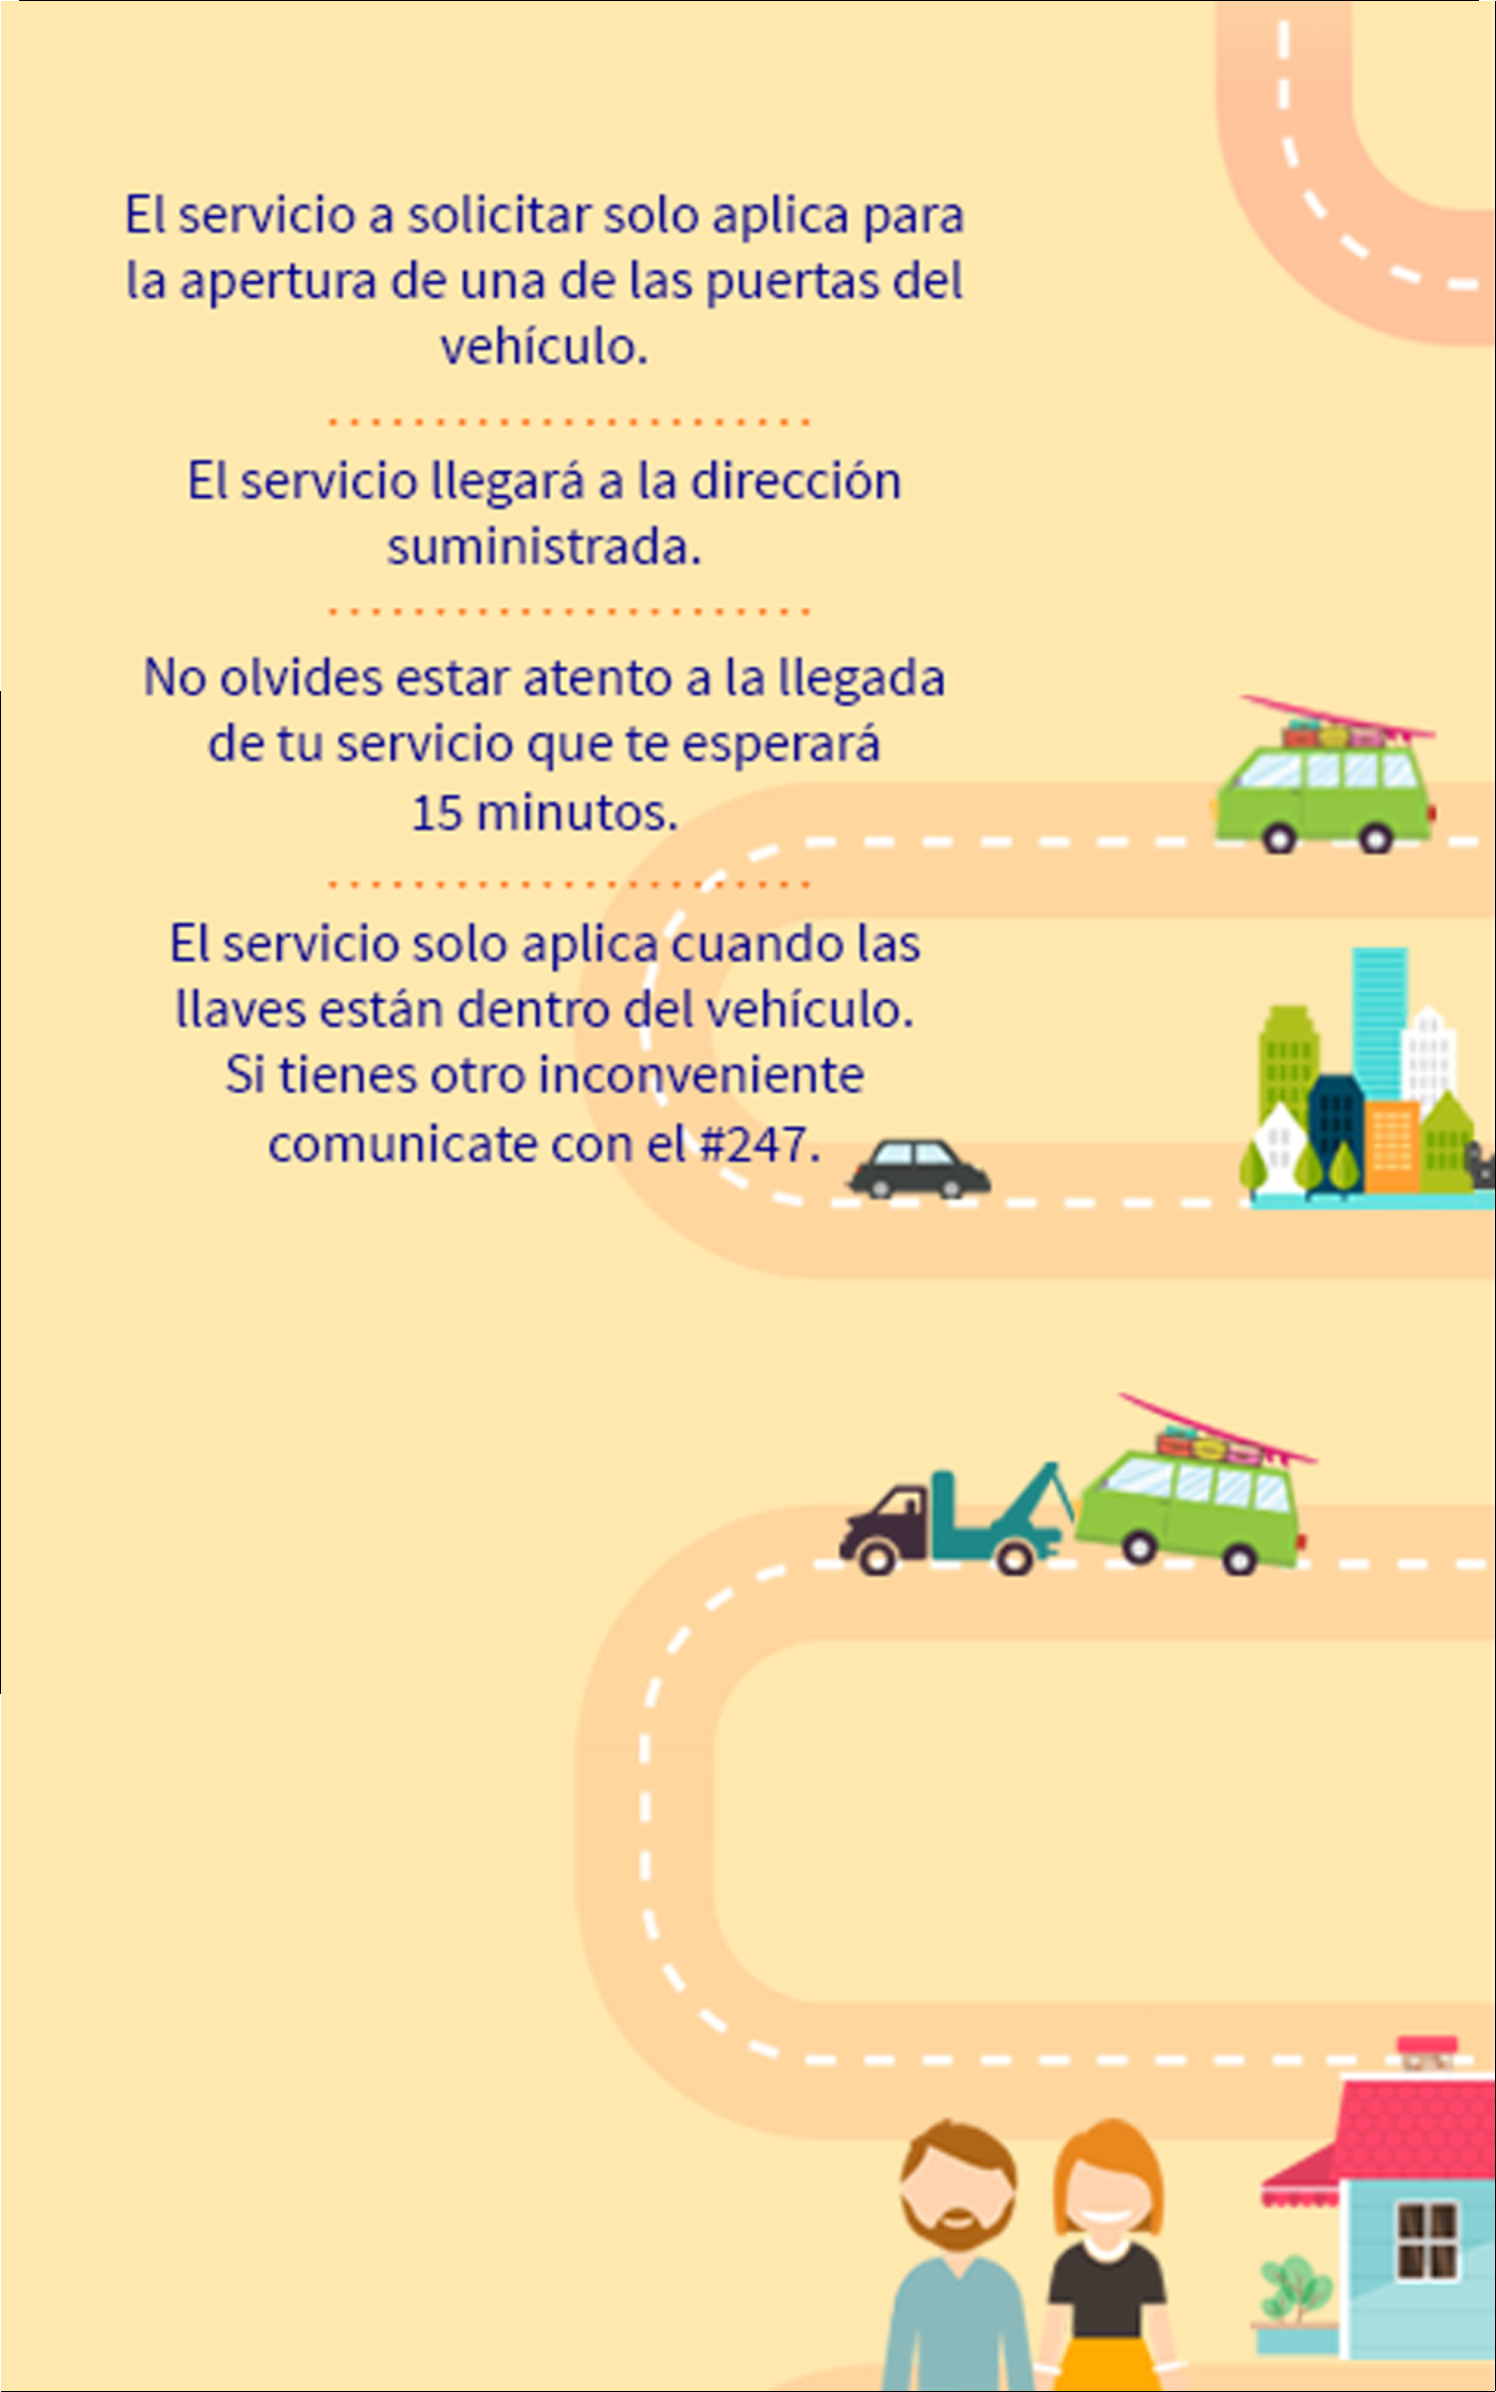 El servicio a solicitar solo aplica para
la apertura de una de las puertas del
vehículo.
El servicio llegará a la dirección
suministrada.
No olvides estar atento a la llegada
de tu servicio que te esperará
15 minutos.
El servicio solo aplica cuando las
llaves están dentro del vehículo.
Si tienes otro inconveniente
comunicate con el #247.